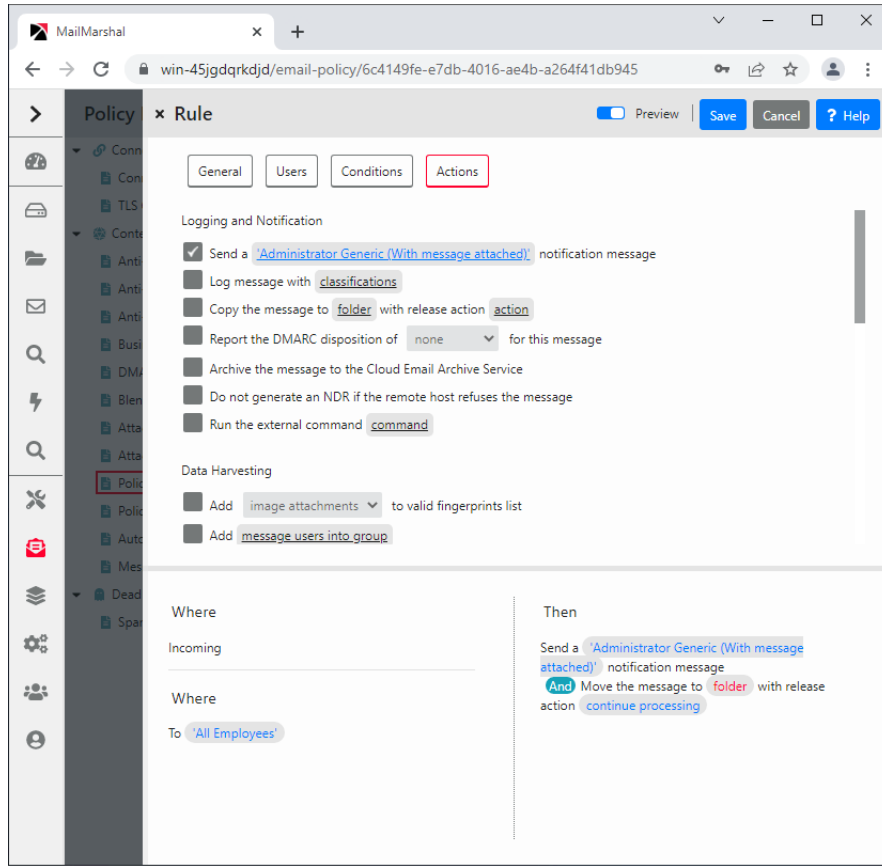 MailMarshal
win-45jgdqrkdjd/email-policy/6c4149fe-e7db-4016-ae4b-a264f41db945
Policy
× Rule
Preview
Save
Cancel
? Help
Conn
Con
TLS
Conte
Anti
Anti
Anti
Busi
DMA
Blen
Atta
Atta
Polic
Polic
Auto
Mes
Dead
Span
General
Users
Conditions
Actions
Logging and Notification
Send a 'Administrator Generic (With message attached)' notification message
Log message with classifications
Copy the message to folder with release action action
Report the DMARC disposition of none for this message
Archive the message to the Cloud Email Archive Service
Do not generate an NDR if the remote host refuses the message
Run the external command command
Data Harvesting
Add image attachments to valid fingerprints list
Add message users into group
Where
Incoming
Where
To 'All Employees'
Then
Send a 'Administrator Generic (With message
attached)' notification message
And Move the message to folder with release
action continue processing